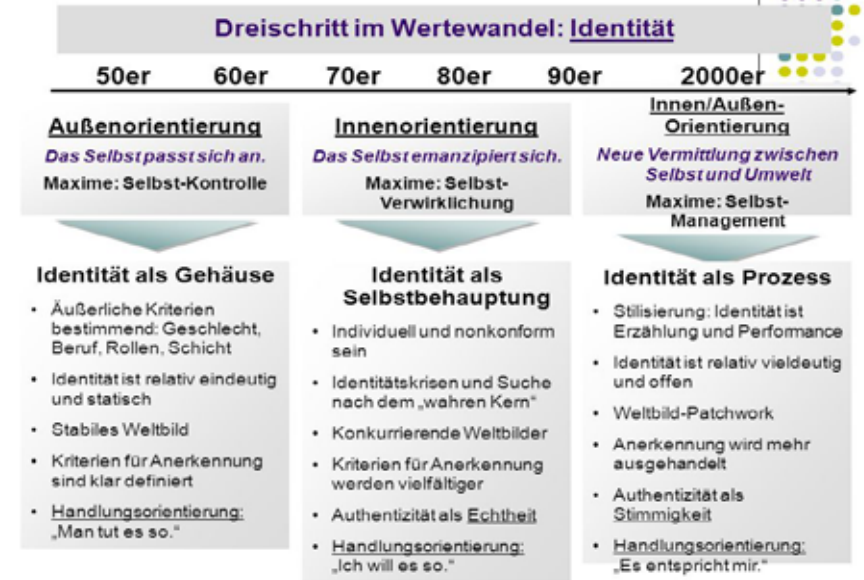 Dreischritt im Wertewandel: Identität
50er 60er 70er 80er 90er 2000er
Außenorientierung
Das Selbst passt sich an.
Maxime: Selbst-Kontrolle
Identität als Gehäuse
• Äußerliche Kriterien
bestimmend: Geschlecht,
Beruf, Rollen, Schicht
• Identität ist relativ eindeutig
und statisch
• Stabiles Weltbild
• Kriterien für Anerkennung
sind klar definiert
• Handlungsorientierung:
„Man tut es so.“
Innenorientierung
Das Selbst emanzipiert sich.
Maxime: Selbst-
Verwirklichung
Identität als
Selbstbehauptung
• Individuell und nonkonform
sein
• Identitätskrisen und Suche
nach dem „wahren Kern“
• Konkurrierende Weltbilder
• Kriterien für Anerkennung
werden vielfältiger
• Authentizität als Echtheit
• Handlungsorientierung:
„Ich will es so.“
Innen/Außen-
Orientierung
Neue Vermittlung zwischen
Selbst und Umwelt
Maxime: Selbst-
Management
Identität als Prozess
• Stilisierung: Identität ist
Erzählung und Performance
• Identität ist relativ vieldeutig
und offen
• Weltbild-Patchwork
• Anerkennung wird mehr
ausgehandelt
• Authentizität als
Stimmigkeit
• Handlungsorientierung:
„Es entspricht mir.“